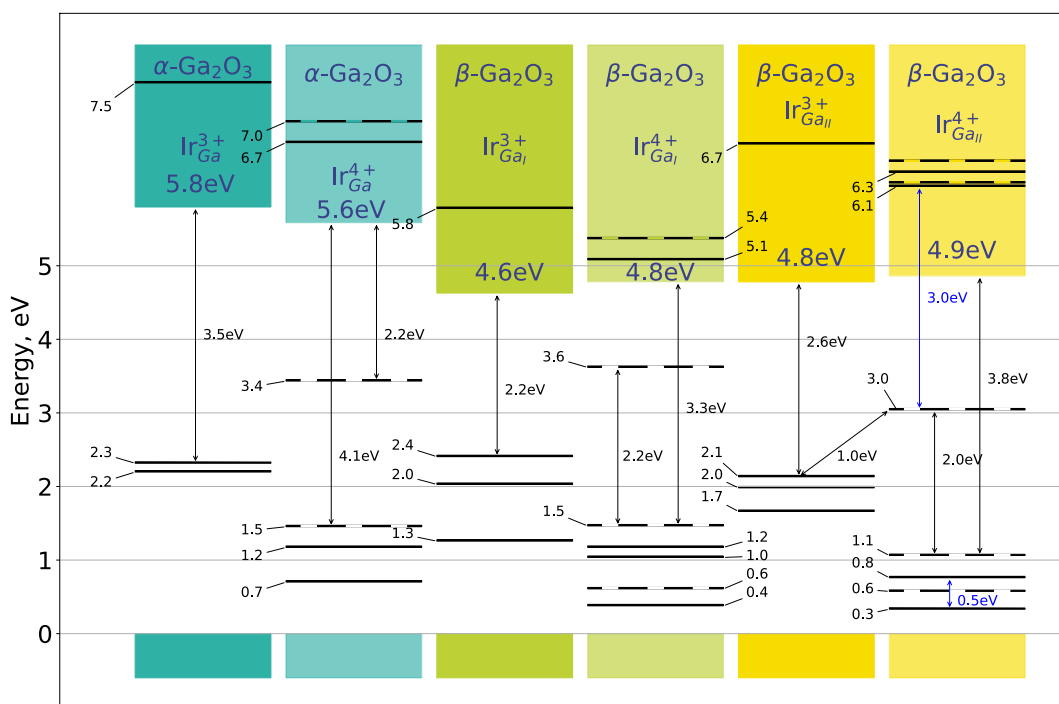 Energy, eV
5
4
3
2
1
0
α-Ga₂O₃
7.5
Ir³⁺_Ga
5.8eV
3.5eV
2.3
2.2
α-Ga₂O₃
7.0
6.7
Ir⁴⁺_Ga
5.6eV
2.2eV
3.4
4.1eV
1.5
1.2
0.7
β-Ga₂O₃
Ir³⁺_Ga_I
5.8
4.6eV
2.2eV
2.4
2.0
1.3
β-Ga₂O₃
Ir⁴⁺_Ga_I
5.4
5.1
4.8eV
3.6
3.3eV
2.2eV
1.5
1.2
1.0
0.6
0.4
β-Ga₂O₃
Ir³⁺_Ga_II
6.7
4.8eV
2.6eV
2.1
2.0
1.7
1.0eV
β-Ga₂O₃
Ir⁴⁺_Ga_II
6.3
6.1
4.9eV
3.0eV
3.8eV
3.0
2.0eV
1.1
0.8
0.6
0.5eV
0.3